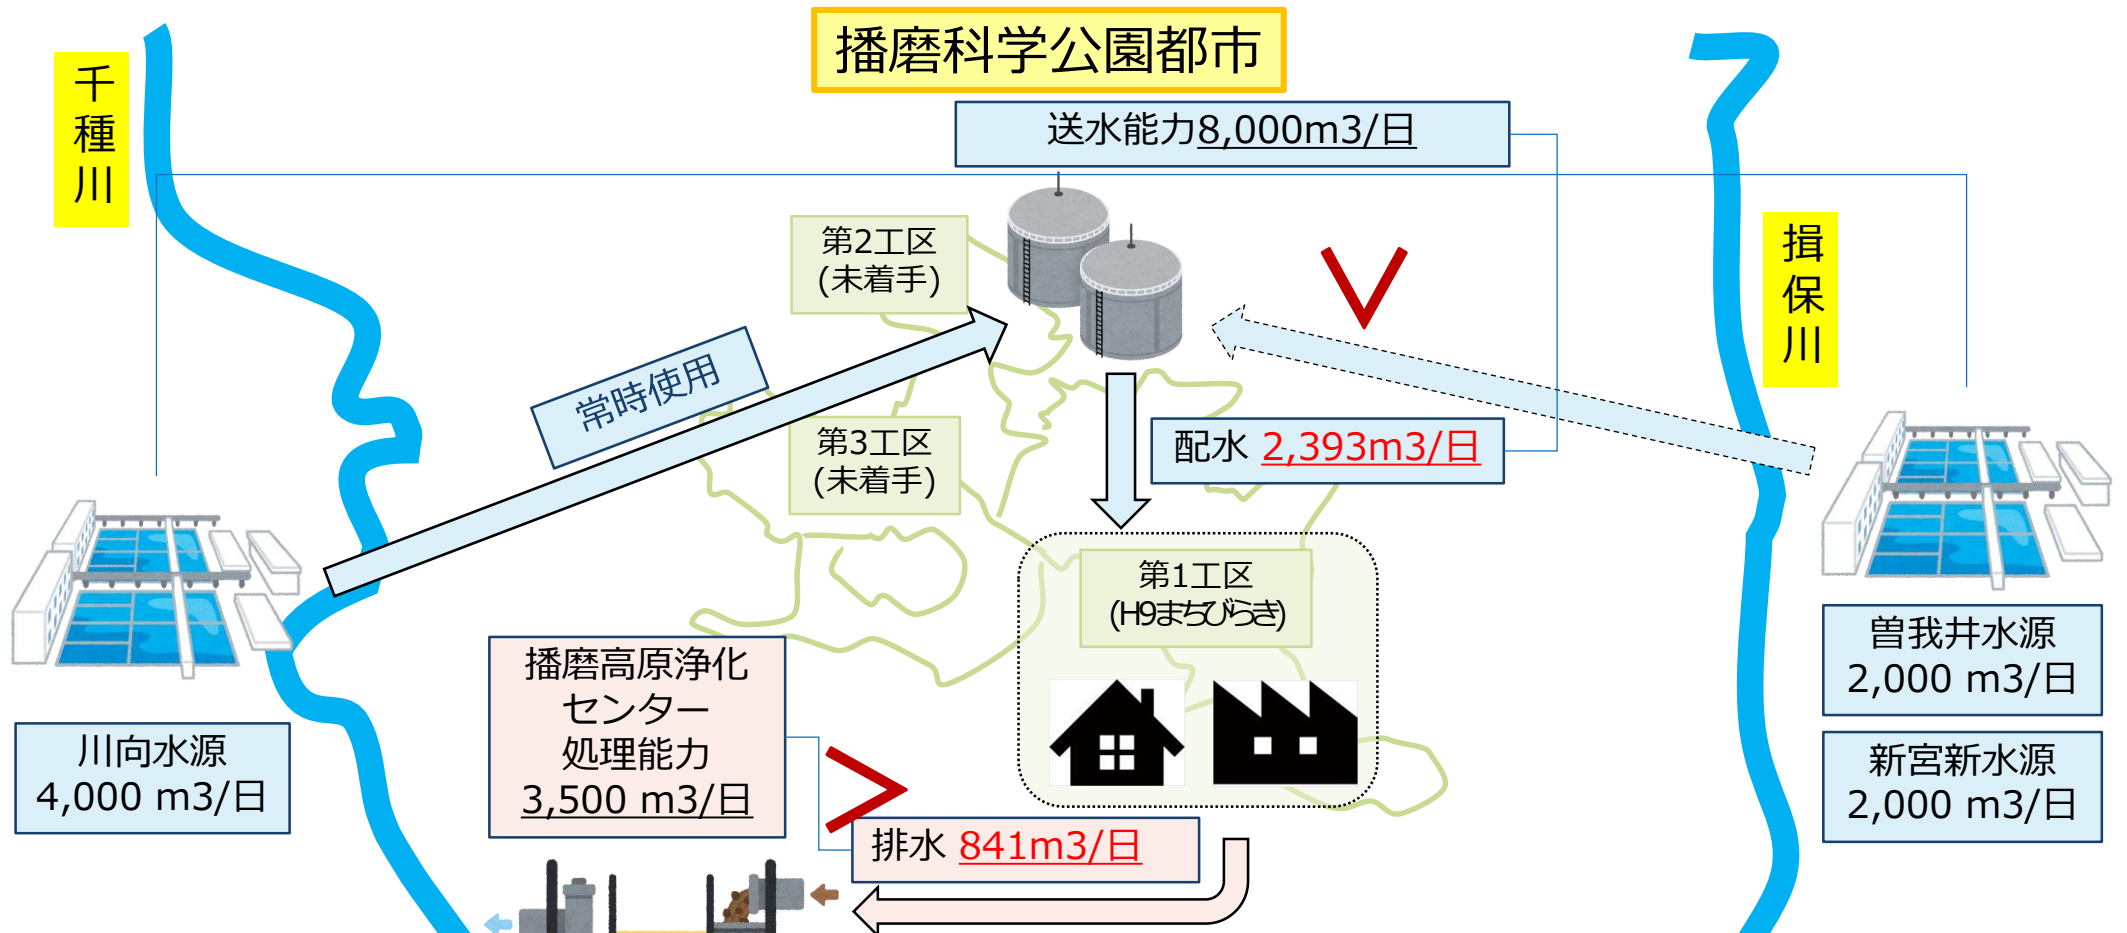 播磨科学公園都市
千種川
送水能力8,000m3/日
揖保川
第2工区
(未着手)
常時使用
第3工区
(未着手)
配水 2,393m3/日
第1工区
(H9まちびらき)
播磨高原浄化
センター
処理能力
3,500 m3/日
排水 841m3/日
川向水源
4,000 m3/日
曽我井水源
2,000 m3/日
新宮新水源
2,000 m3/日